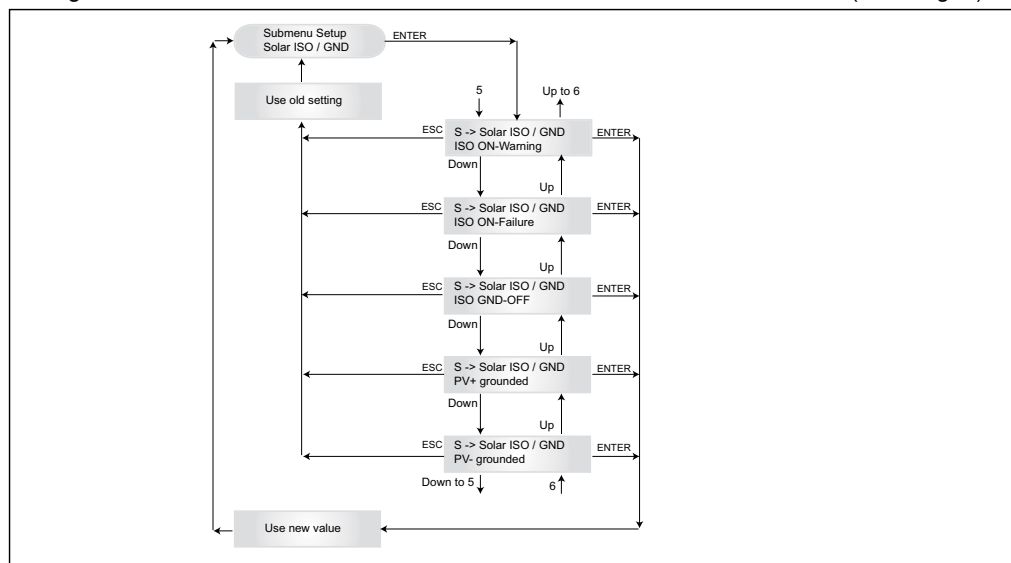 Submenu Setup
Solar ISO / GND
ENTER
Use old setting
5
Up to 6
ESC
S -> Solar ISO / GND
ISO ON-Warning
ENTER
Down
Up
ESC
S -> Solar ISO / GND
ISO ON-Failure
ENTER
Down
Up
ESC
S -> Solar ISO / GND
ISO GND-OFF
ENTER
Down
Up
ESC
S -> Solar ISO / GND
PV+ grounded
ENTER
Down
Up
ESC
S -> Solar ISO / GND
PV- grounded
ENTER
Down to 5
6
Use new value